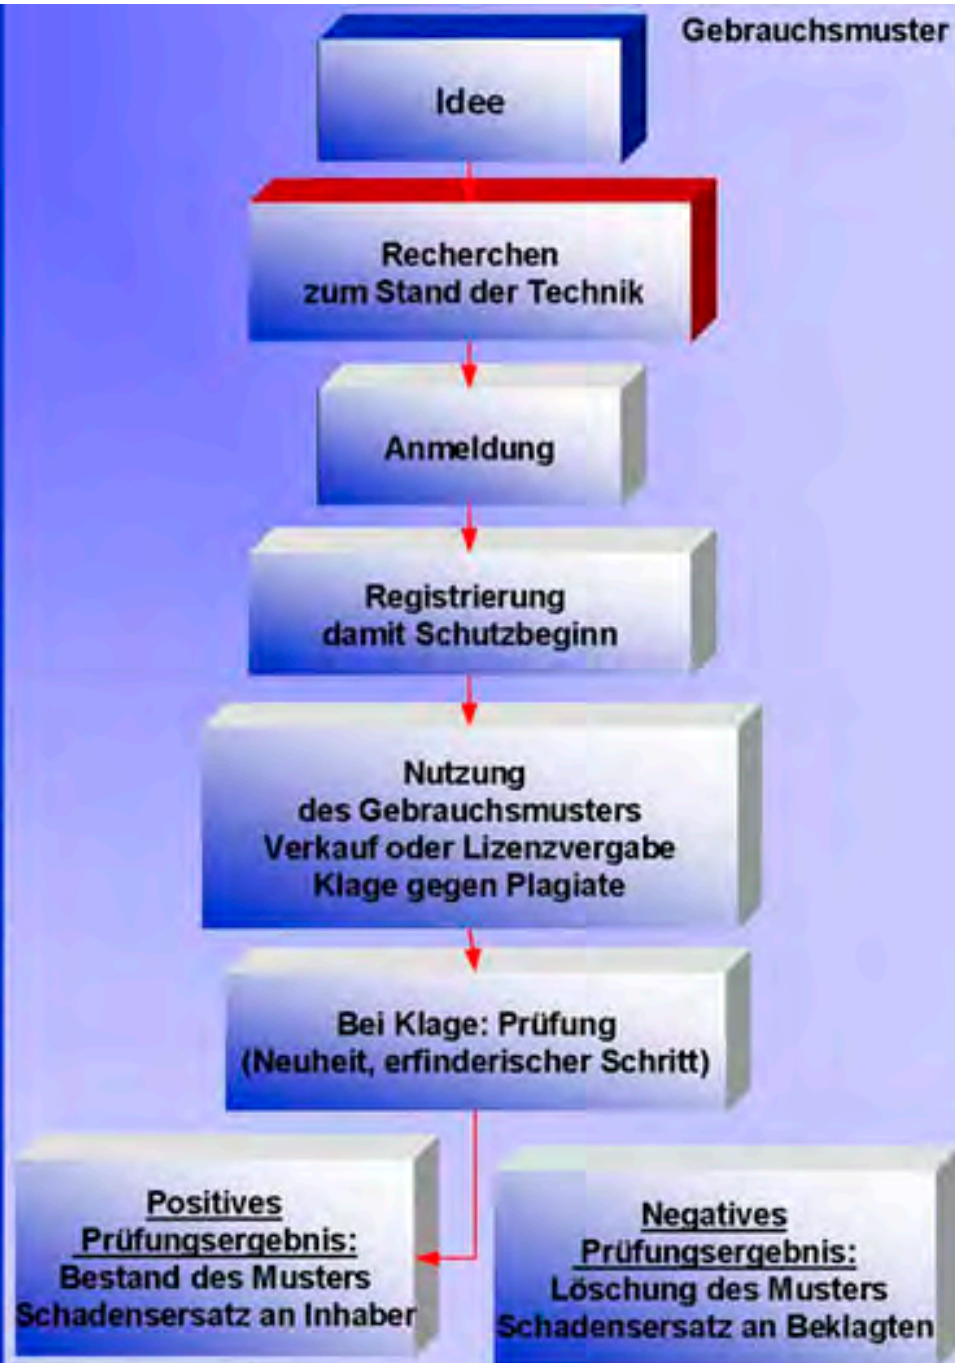 Gebrauchsmuster
Idee
Recherchen
zum Stand der Technik
Anmeldung
Registrierung
damit Schutzbeginn
Nutzung
des Gebrauchsmusters
Verkauf oder Lizenzvergabe
Klage gegen Plagiate
Bei Klage: Prüfung
(Neuheit, erfinderischer Schritt)
Positives
Prüfungsergebnis:
Bestand des Musters
Schadensersatz an Inhaber
Negatives
Prüfungsergebnis:
Löschung des Musters
Schadensersatz an Beklagten